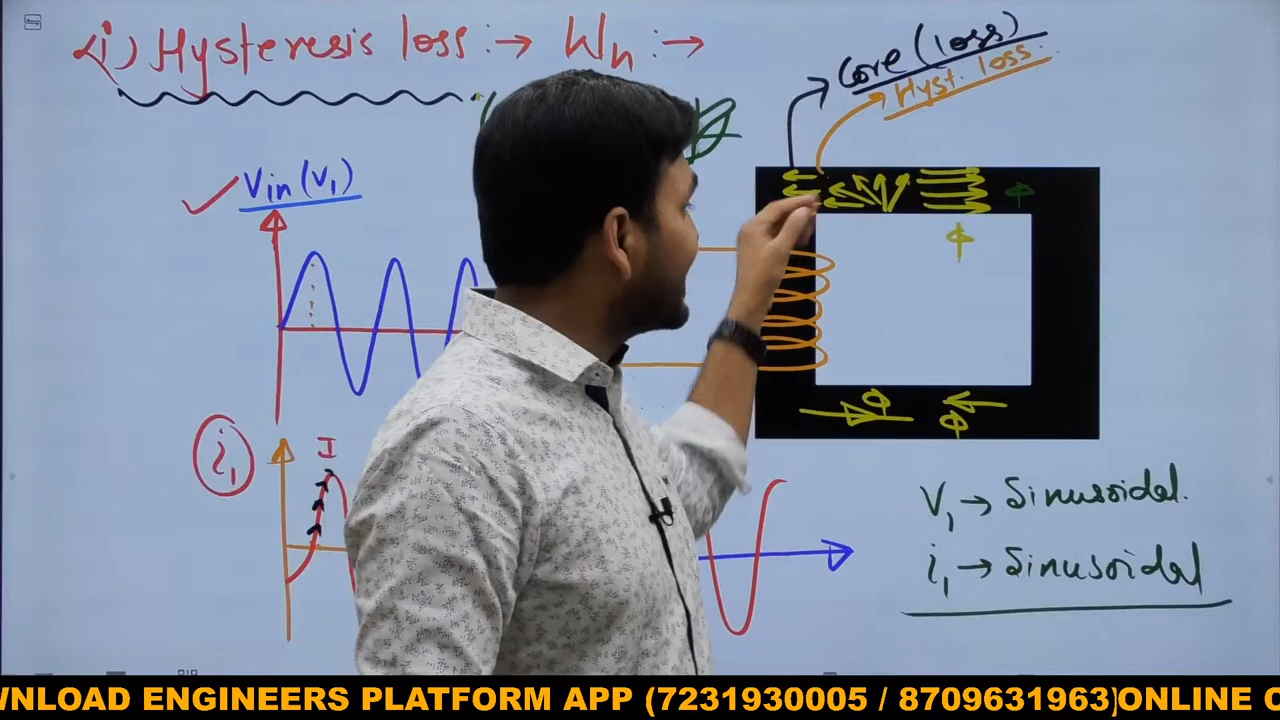 (i) Hysteresis loss :→ Wn :→
Core (loss)
Hyst. loss.
Vin (V1)
ϕ
ϕ
i1
I
ϕ
ϕ
V1 → Sinusoidal.
i1 → Sinusoidal
WNLOAD ENGINEERS PLATFORM APP (7231930005 / 8709631963)ONLINE C